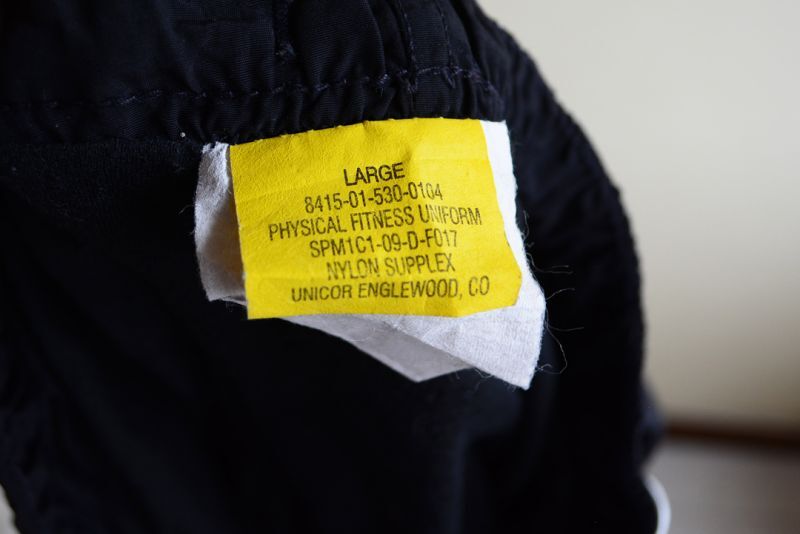 LARGE
8415-01-530-0104
PHYSICAL FITNESS UNIFORM
SPM1C1-09-D-F017
NYLON SUPPLEX
UNICOR ENGLEWOOD, CO